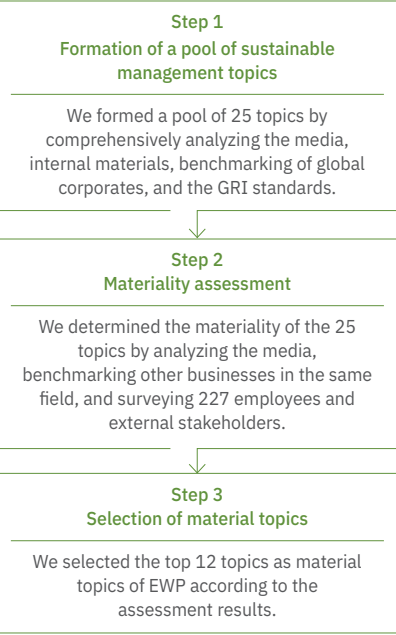 Step 1
Formation of a pool of sustainable
management topics
We formed a pool of 25 topics by
comprehensively analyzing the media,
internal materials, benchmarking of global
corporates, and the GRI standards.
Step 2
Materiality assessment
We determined the materiality of the 25
topics by analyzing the media,
benchmarking other businesses in the same
field, and surveying 227 employees and
external stakeholders.
Step 3
Selection of material topics
We selected the top 12 topics as material
topics of EWP according to the
assessment results.